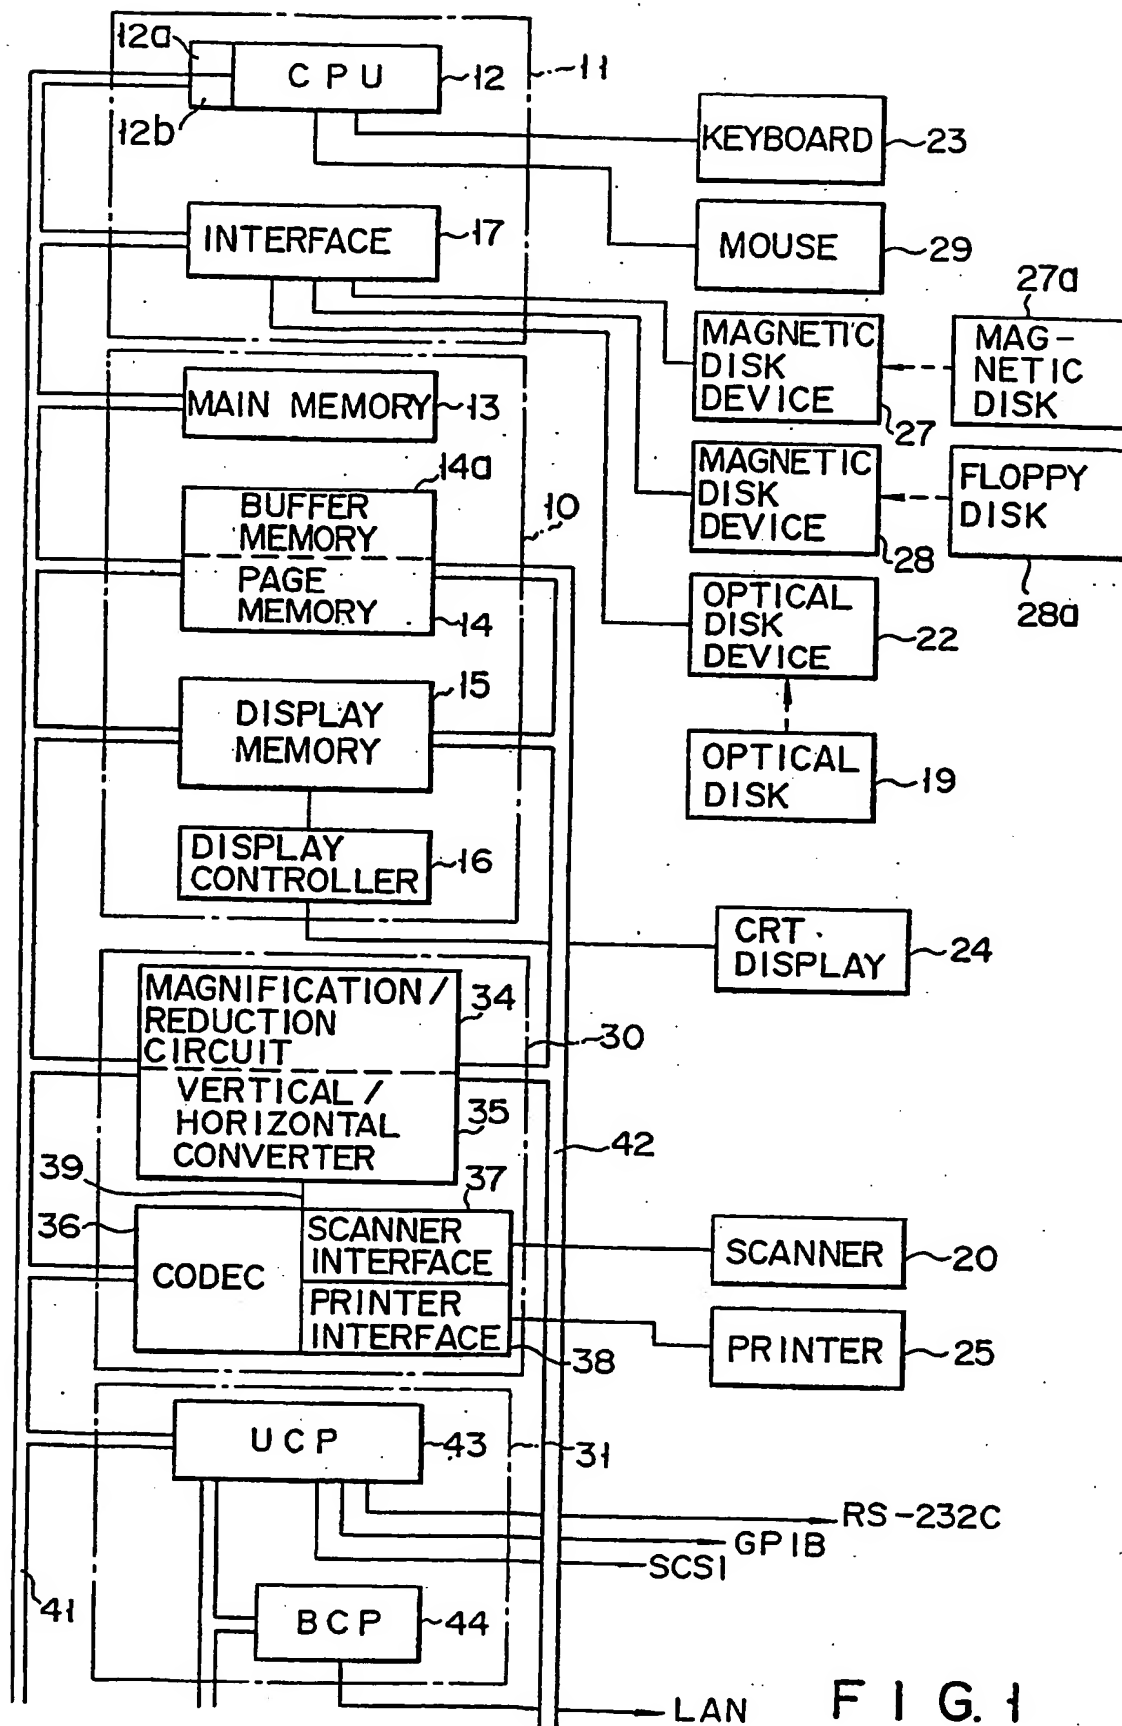 12a
CPU
12
11
12b
KEYBOARD
23
INTERFACE
17
MOUSE
29
27a
MAGNETIC
DISK
DEVICE
27
MAG-
NETIC
DISK
MAIN MEMORY
13
14a
BUFFER
MEMORY
10
MAGNETIC
DISK
DEVICE
28
FLOPPY
DISK
28a
PAGE
MEMORY
14
OPTICAL
DISK
DEVICE
22
15
DISPLAY
MEMORY
OPTICAL
DISK
19
DISPLAY
CONTROLLER
16
CRT
DISPLAY
24
MAGNIFICATION/
REDUCTION
CIRCUIT
34
30
VERTICAL/
HORIZONTAL
CONVERTER
35
42
39
37
36
CODEC
SCANNER
INTERFACE
SCANNER
20
PRINTER
INTERFACE
38
PRINTER
25
UCP
43
31
RS-232C
GPIB
SCSI
41
BCP
44
LAN
FIG. 1